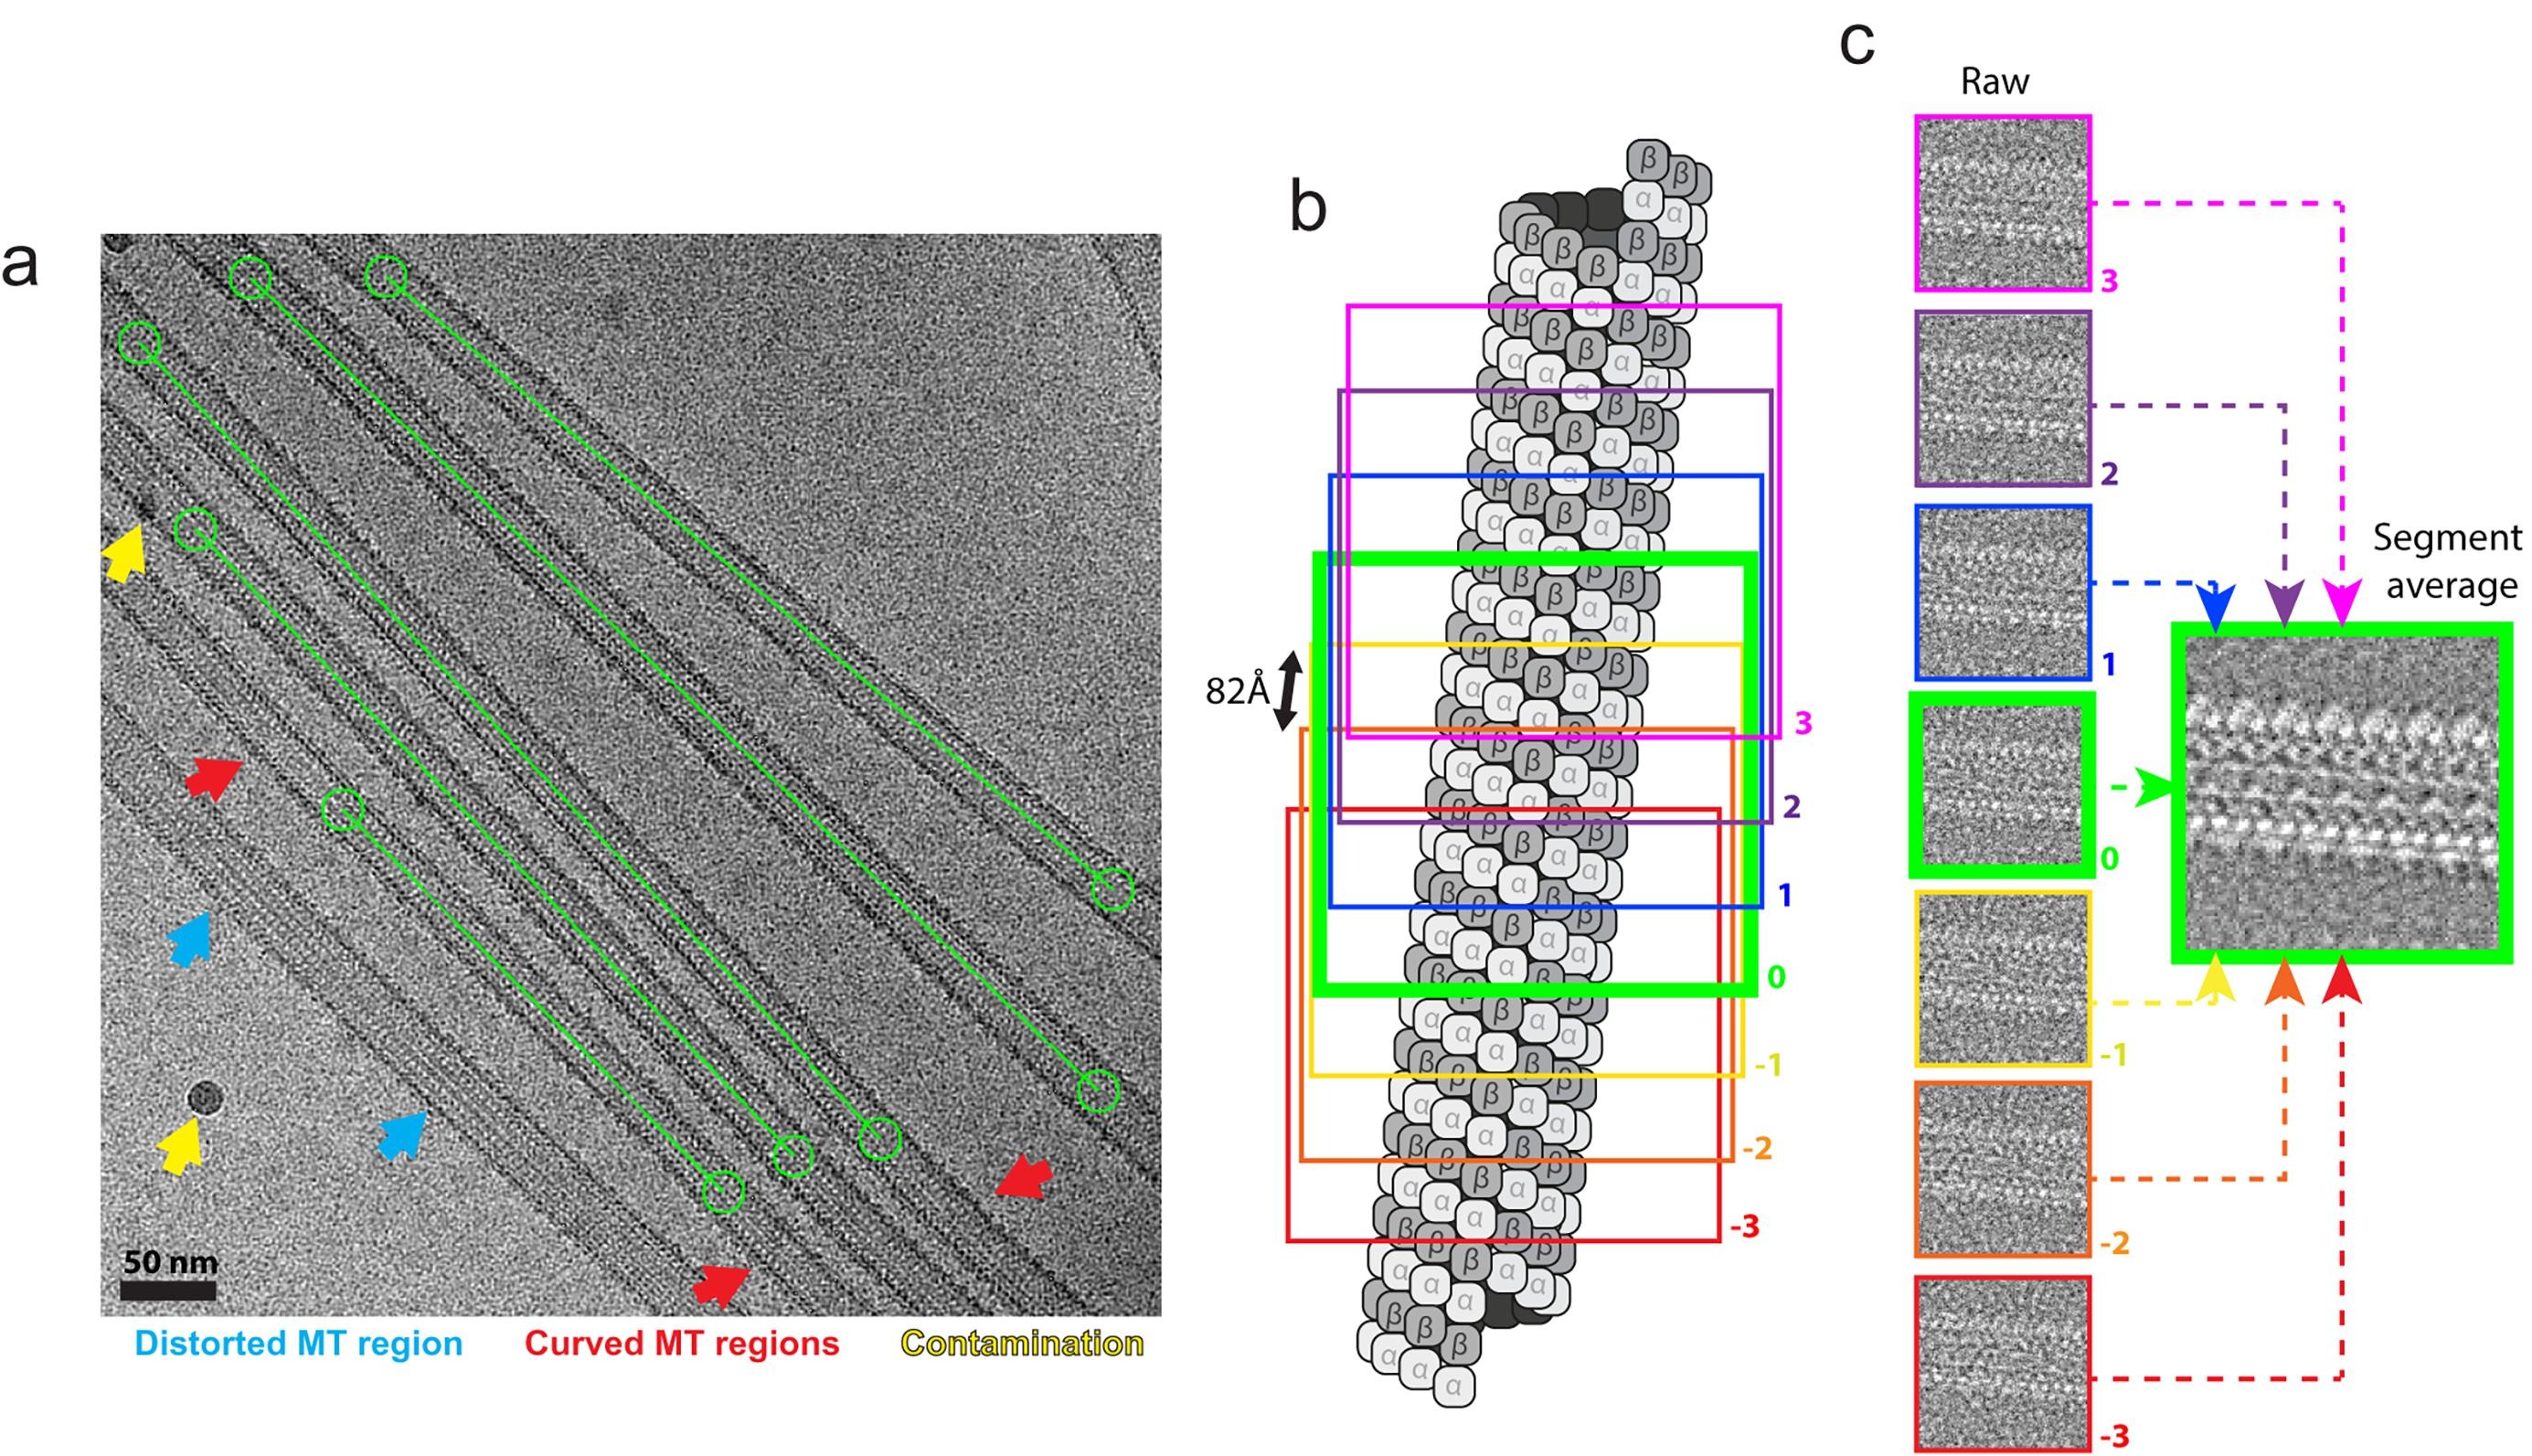 a
50 nm
Distorted MT region
Curved MT regions
Contamination
b
β β
α α
β β β β β
α α α α α
β β β β β
α α α α α
β β β β β
α α α α α
β β β β β
α α α α α
β β β β β
α α α α α
β β β β β
α α α α α
β β β β β
α α α α α
β β β β β
α α α α α
β β β β β
α α α α α
β β β β β
α α α α α
β β β β β
α α α α α
β β β β β
α α α α α
β β β
α α α
82Å
3
2
1
0
-1
-2
-3
c
Raw
3
2
1
0
-1
-2
-3
Segment
average